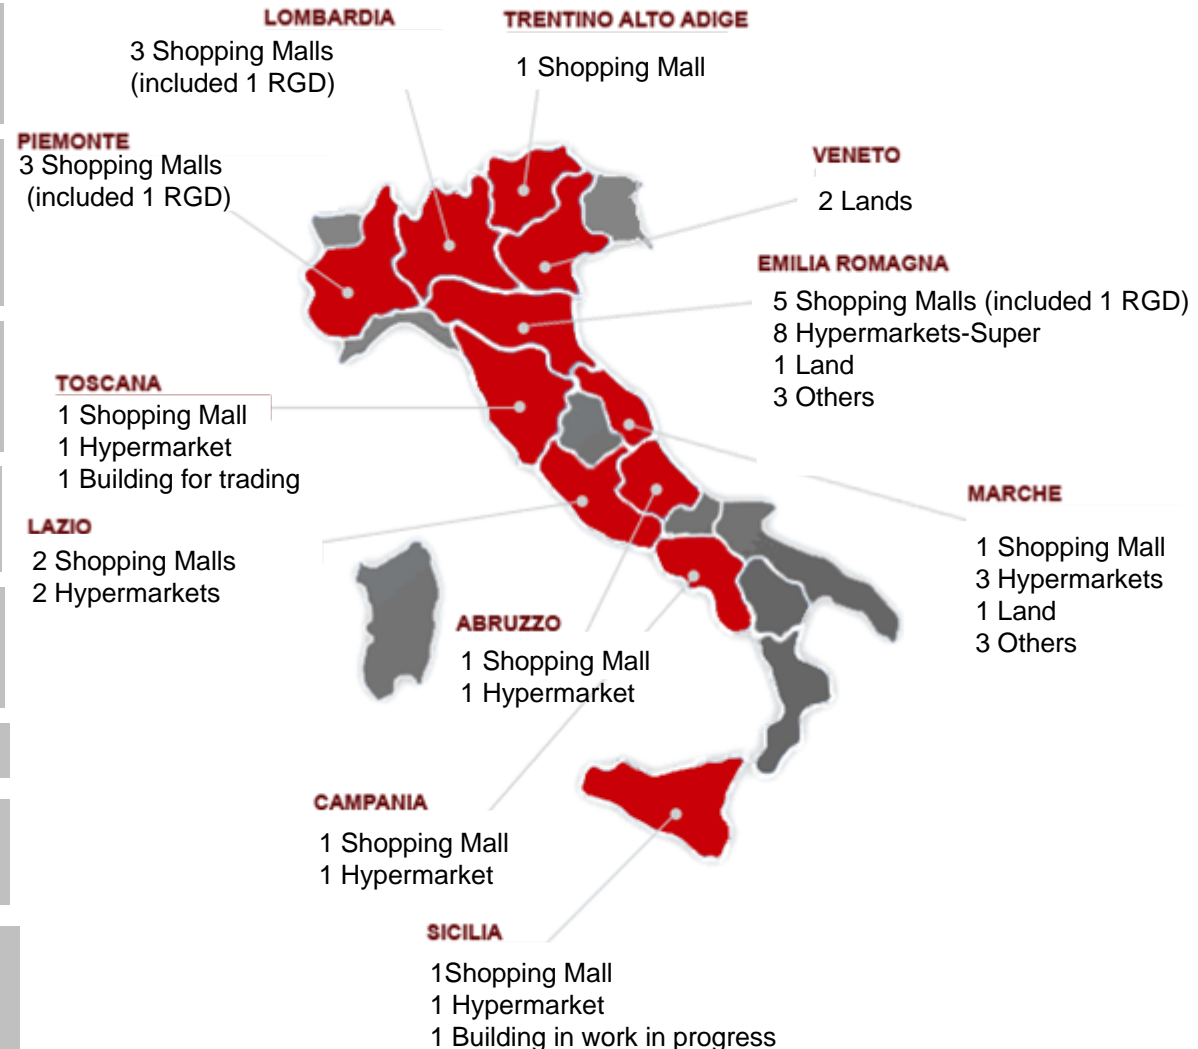 LOMBARDIA
3 Shopping Malls
(included 1 RGD)
TRENTINO ALTO ADIGE
1 Shopping Mall
PIEMONTE
3 Shopping Malls
(included 1 RGD)
VENETO
2 Lands
EMILIA ROMAGNA
5 Shopping Malls (included 1 RGD)
8 Hypermarkets-Super
1 Land
3 Others
TOSCANA
1 Shopping Mall
1 Hypermarket
1 Building for trading
MARCHE
1 Shopping Mall
3 Hypermarkets
1 Land
3 Others
LAZIO
2 Shopping Malls
2 Hypermarkets
ABRUZZO
1 Shopping Mall
1 Hypermarket
CAMPANIA
1 Shopping Mall
1 Hypermarket
SICILIA
1Shopping Mall
1 Hypermarket
1 Building in work in progress